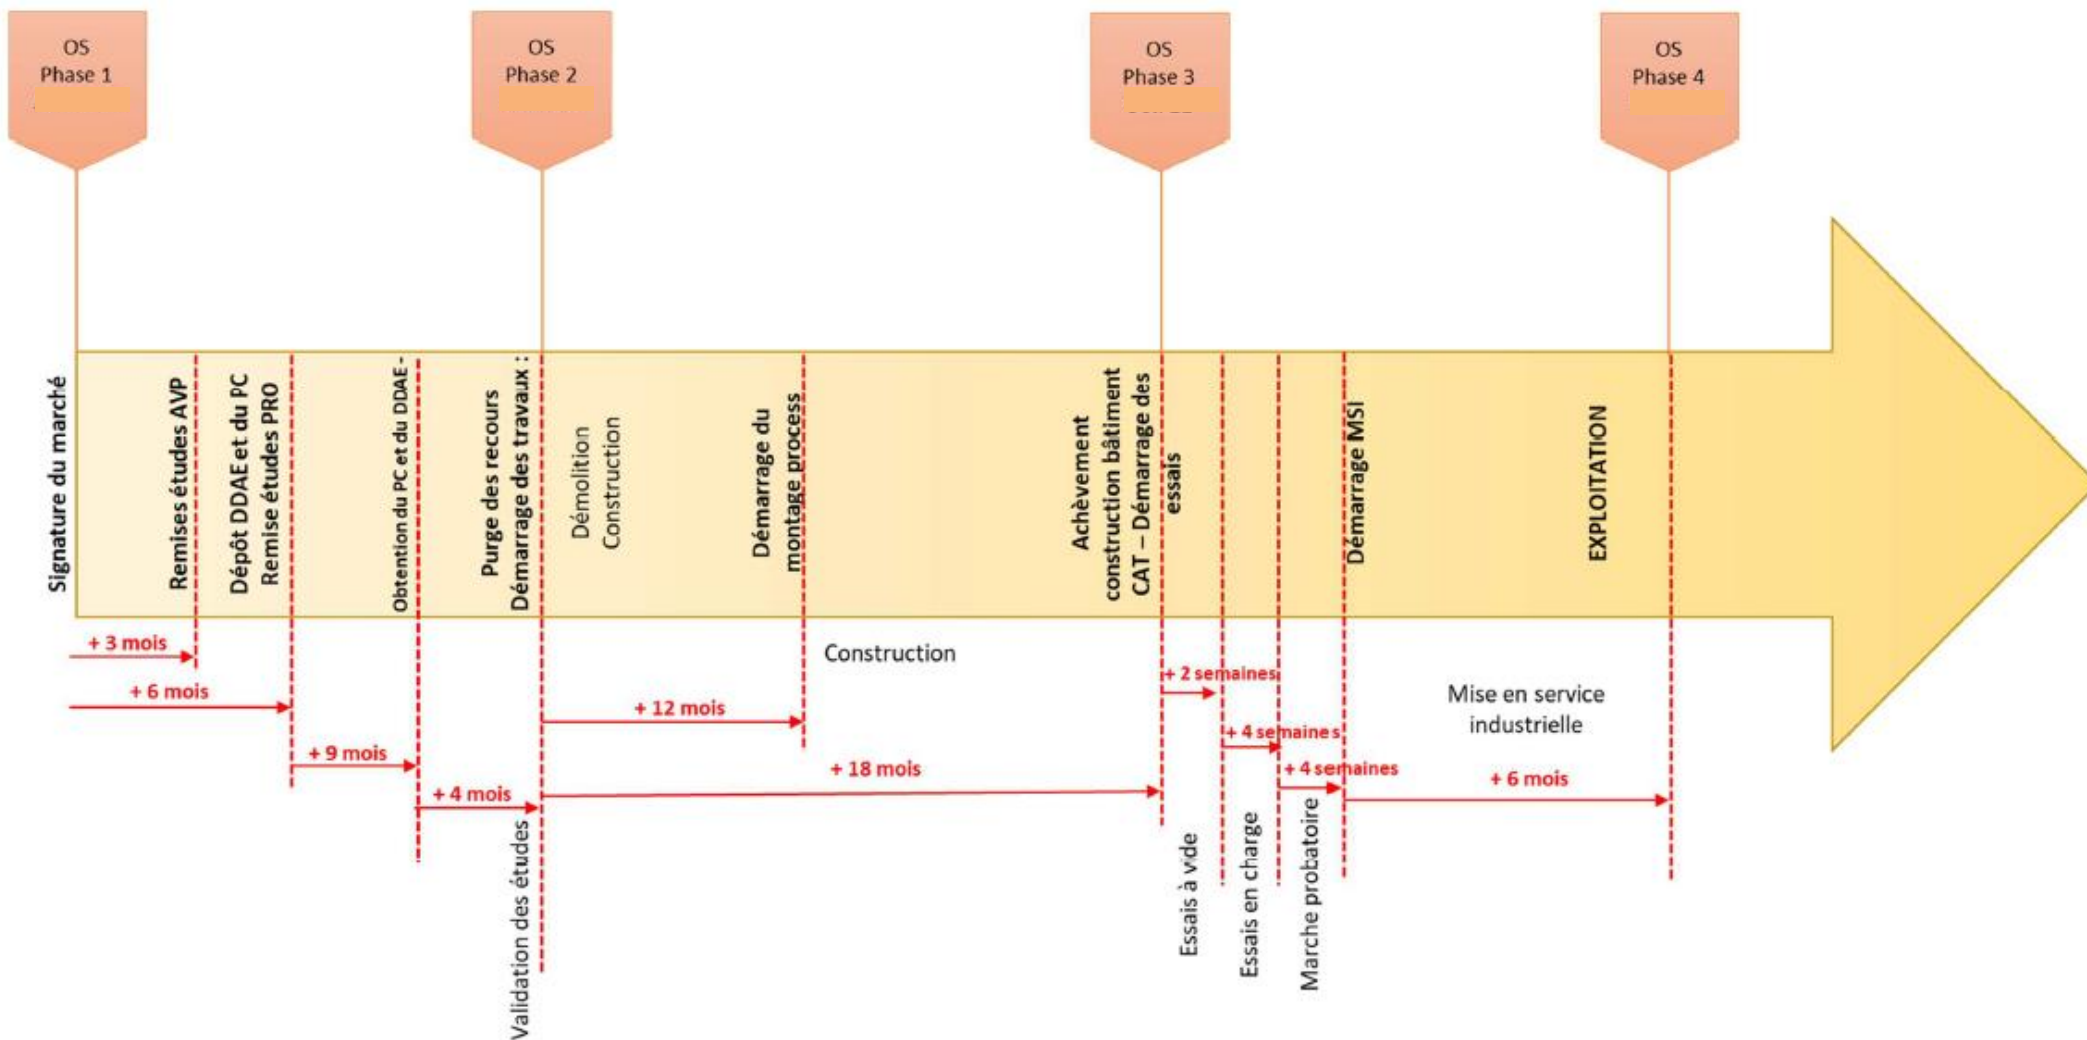 OS
Phase 1
OS
Phase 2
OS
Phase 3
OS
Phase 4
Signature du marché
Remises études AVP
Dépôt DDAE et du PC
Remise études PRO
Obtention du PC et du DDAE -
Purge des recours
Démarrage des travaux :
Démolition
Construction
Démarrage du
montage process
Achèvement
construction bâtiment
CAT – Démarrage des
essais
Démarrage MSI
EXPLOITATION
+ 3 mois
+ 6 mois
+ 9 mois
+ 4 mois
Validation des études
+ 12 mois
Construction
+ 18 mois
+ 2 semaines
+ 4 semaines
+ 4 semaines
Essais à vide
Essais en charge
Marche probatoire
Mise en service
industrielle
+ 6 mois